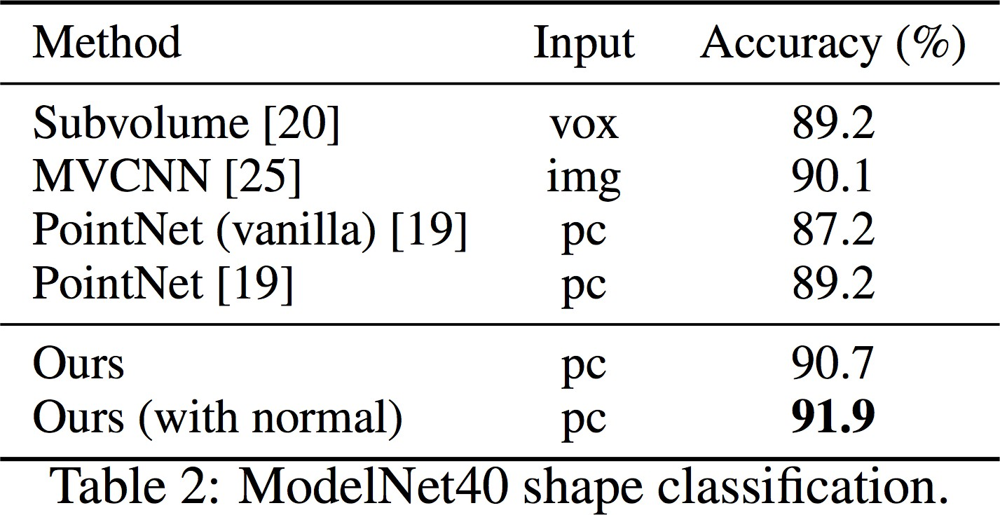 Method Input Accuracy (%)
Subvolume [20] vox 89.2
MVCNN [25] img 90.1
PointNet (vanilla) [19] pc 87.2
PointNet [19] pc 89.2
Ours pc 90.7
Ours (with normal) pc 91.9
Table 2: ModelNet40 shape classification.